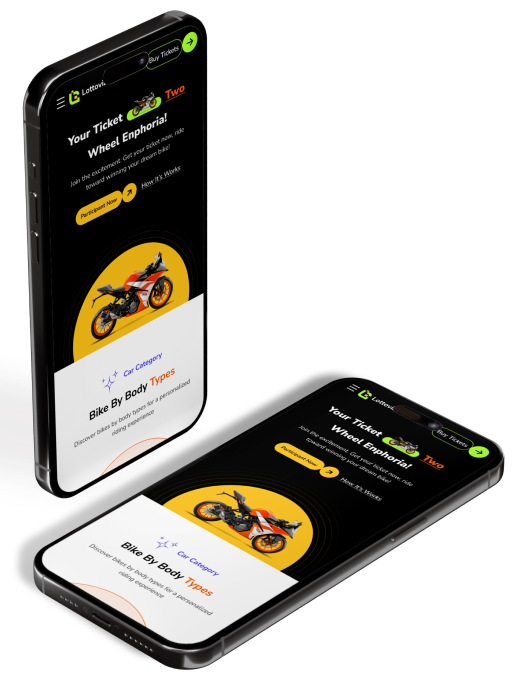 Buy Tickets
Your Ticket Two
Wheel Enphoria!
Join the excitement. Get your ticket now, ride
toward winning your dream bike!
Participant Now
How It's Works
Car Category
Bike By Body Types
Discover bikes by body types for a personalized
riding experience
Buy Tickets
Your Ticket Two
Wheel Enphoria!
Join the excitement. Get your ticket now, ride
toward winning your dream bike!
Participant Now
How It's Works
Car Category
Bike By Body Types
Discover bikes by body types for a personalized
riding experience